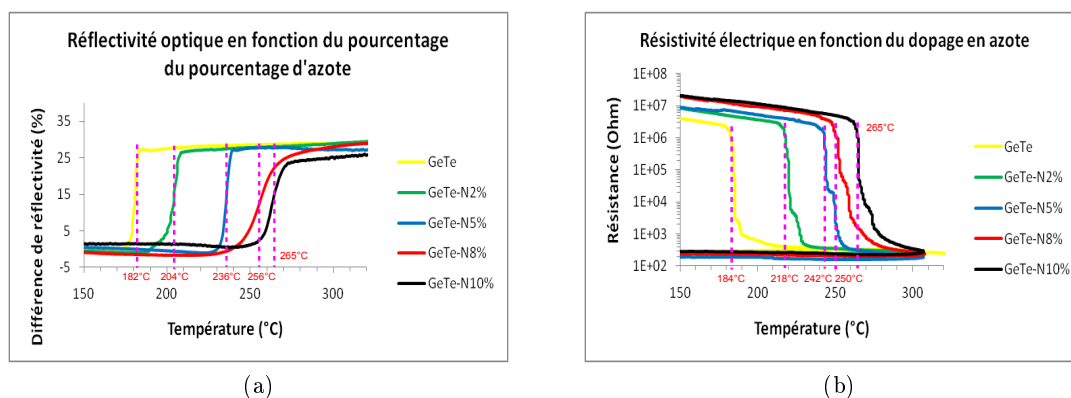 Réflectivité optique en fonction du pourcentage
du pourcentage d'azote
Différence de réflectivité (%)
35
25
15
5
-5
182°C 204°C 236°C 256°C 265°C
150 200 250 300
Température (°C)
GeTe
GeTe-N2%
GeTe-N5%
GeTe-N8%
GeTe-N10%
(a)
Résistivité électrique en fonction du dopage en azote
Résistance (Ohm)
1E+08
1E+07
1E+06
1E+05
1E+04
1E+03
1E+02
265°C
184°C 218°C 242°C 250°C
150 200 250 300
Température (°C)
GeTe
GeTe-N2%
GeTe-N5%
GeTe-N8%
GeTe-N10%
(b)